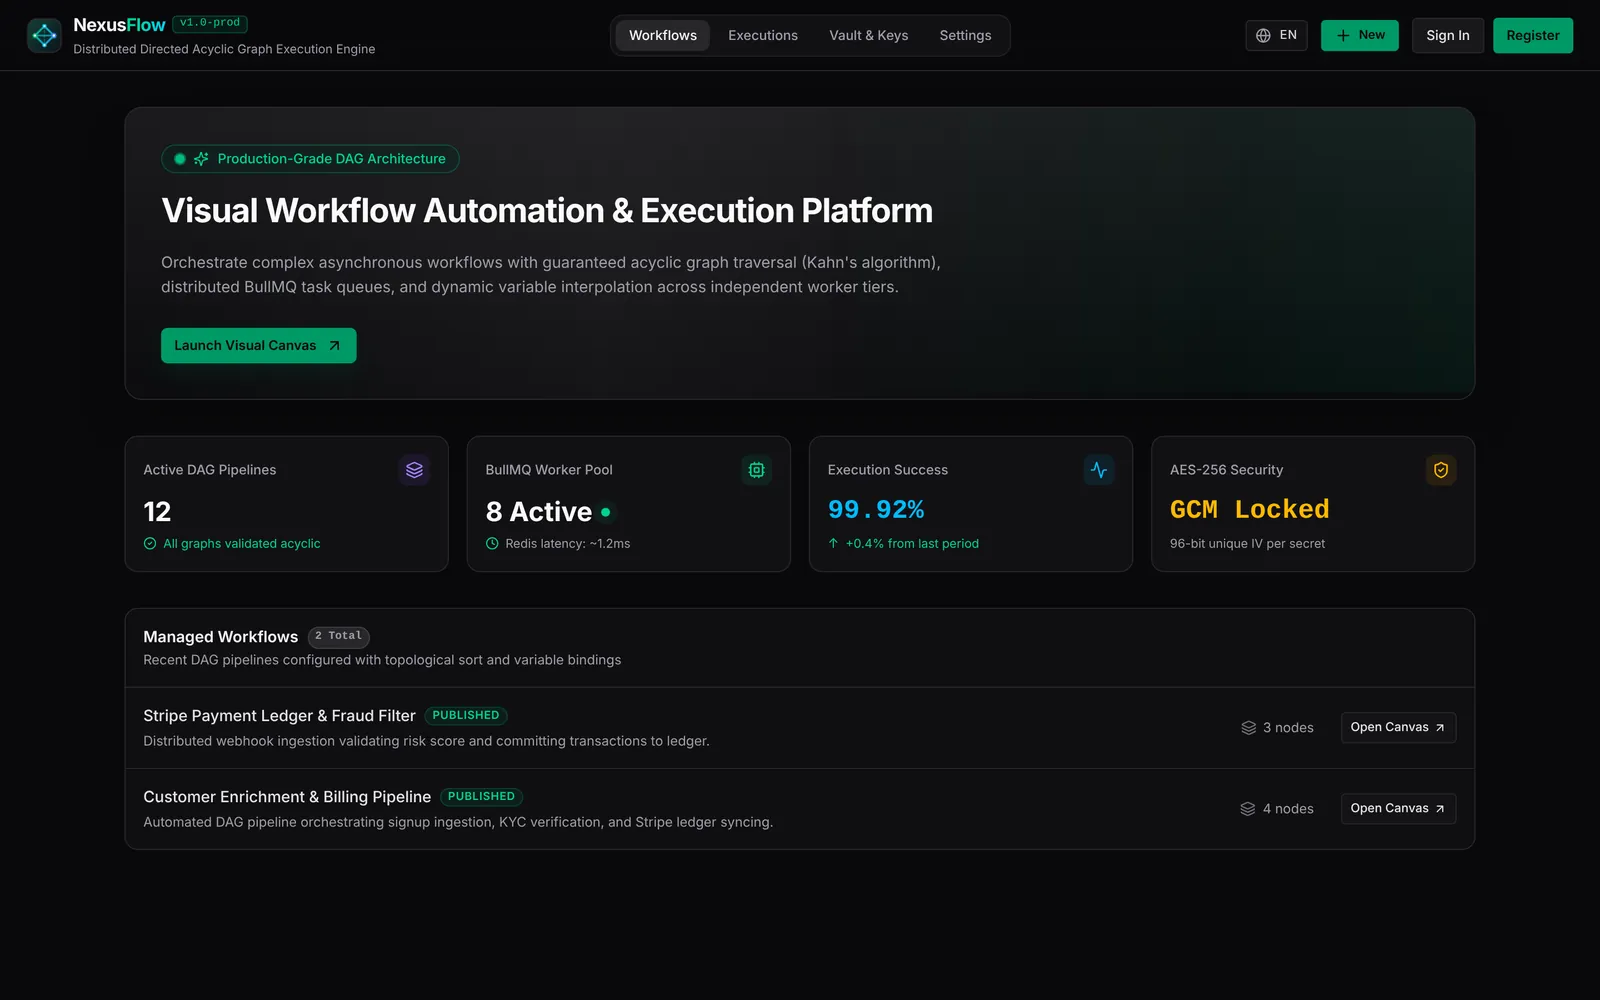 NexusFlow v1.0-prod
Distributed Directed Acyclic Graph Execution Engine
Workflows Executions Vault & Keys Settings
EN New Sign In Register
Production-Grade DAG Architecture
Visual Workflow Automation & Execution Platform
Orchestrate complex asynchronous workflows with guaranteed acyclic graph traversal (Kahn's algorithm),
distributed BullMQ task queues, and dynamic variable interpolation across independent worker tiers.
Launch Visual Canvas
Active DAG Pipelines
12
All graphs validated acyclic
BullMQ Worker Pool
8 Active
Redis latency: ~1.2ms
Execution Success
99.92%
+0.4% from last period
AES-256 Security
GCM Locked
96-bit unique IV per secret
Managed Workflows 2 Total
Recent DAG pipelines configured with topological sort and variable bindings
Stripe Payment Ledger & Fraud Filter PUBLISHED
Distributed webhook ingestion validating risk score and committing transactions to ledger.
3 nodes Open Canvas
Customer Enrichment & Billing Pipeline PUBLISHED
Automated DAG pipeline orchestrating signup ingestion, KYC verification, and Stripe ledger syncing.
4 nodes Open Canvas